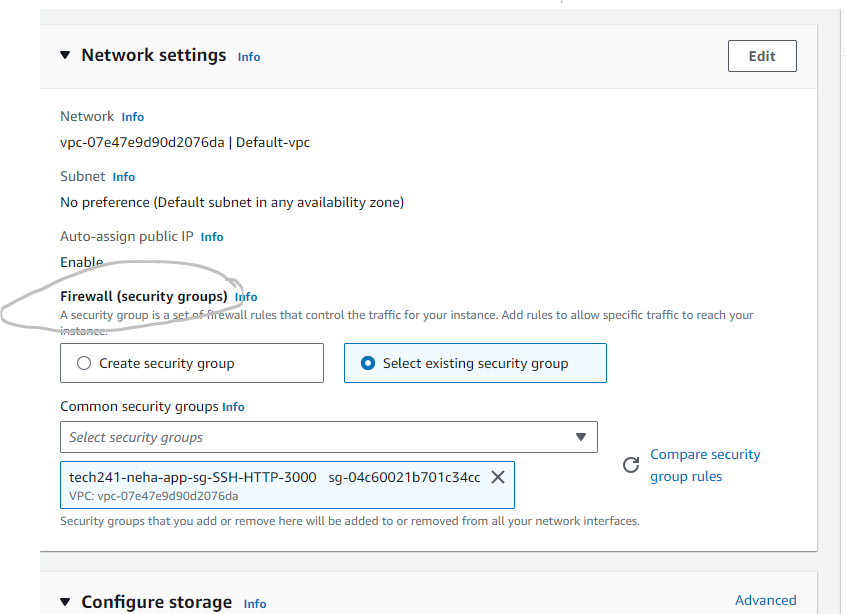 Network settings Info
Edit
Network Info
vpc-07e47e9d90d2076da | Default-vpc
Subnet Info
No preference (Default subnet in any availability zone)
Auto-assign public IP Info
Enable
Firewall (security groups) Info
A security group is a set of firewall rules that control the traffic for your instance. Add rules to allow specific traffic to reach your
instance.
Create security group
Select existing security group
Common security groups Info
Select security groups
Compare security
group rules
tech241-neha-app-sg-SSH-HTTP-3000 sg-04c60021b701c34cc
VPC: vpc-07e47e9d90d2076da
Security groups that you add or remove here will be added to or removed from all your network interfaces.
Configure storage Info
Advanced